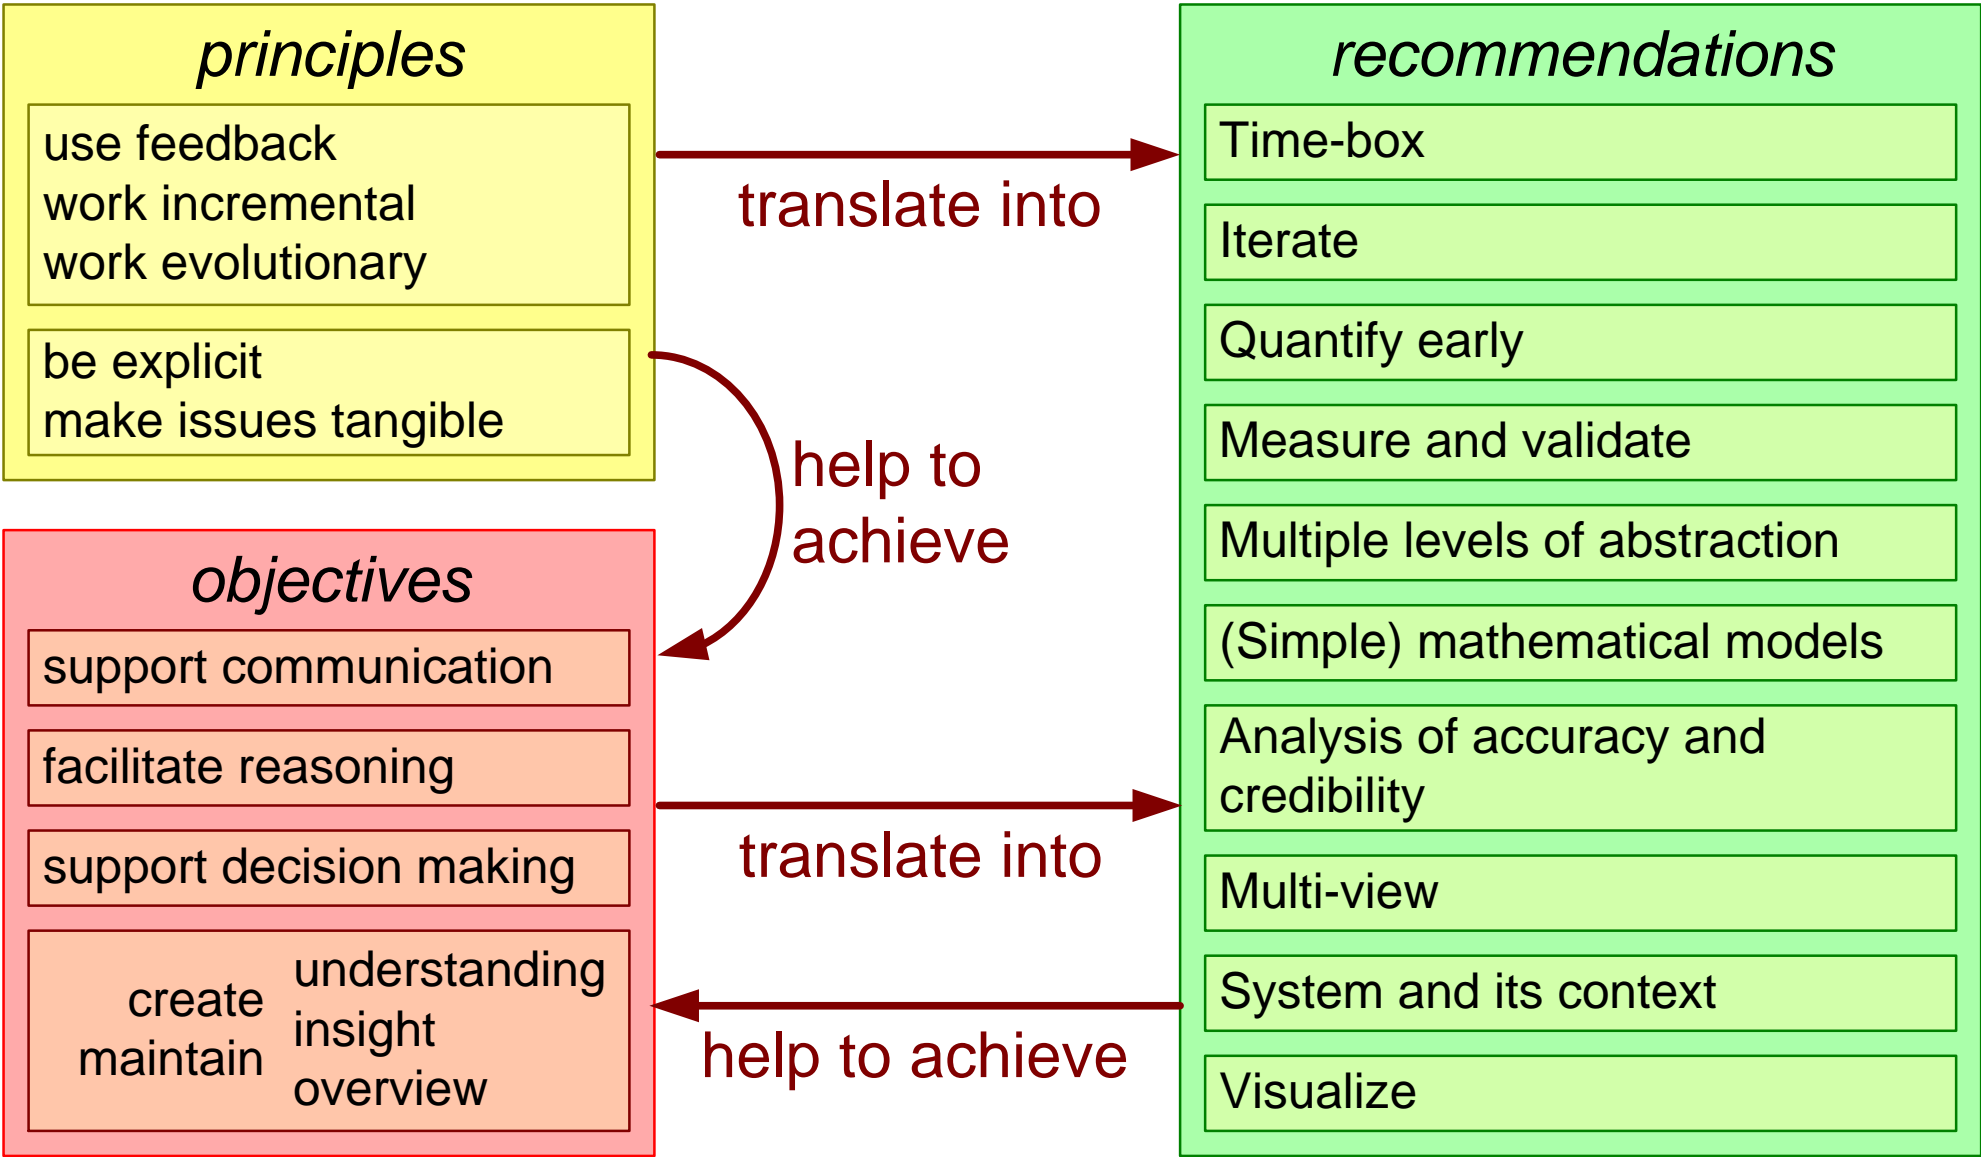 principles
use feedback
work incremental
work evolutionary
be explicit
make issues tangible
translate into
help to
achieve
objectives
support communication
facilitate reasoning
support decision making
create
maintain
understanding
insight
overview
translate into
help to achieve
recommendations
Time-box
Iterate
Quantify early
Measure and validate
Multiple levels of abstraction
(Simple) mathematical models
Analysis of accuracy and
credibility
Multi-view
System and its context
Visualize